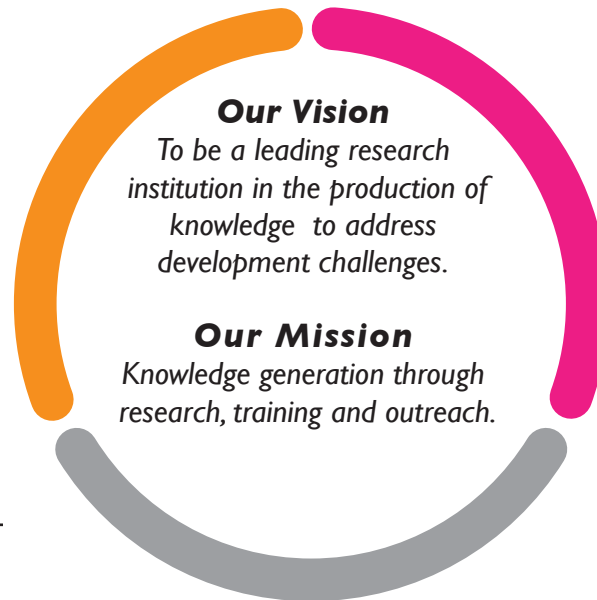 Our Vision
To be a leading research
institution in the production of
knowledge to address
development challenges.
Our Mission
Knowledge generation through
research, training and outreach.